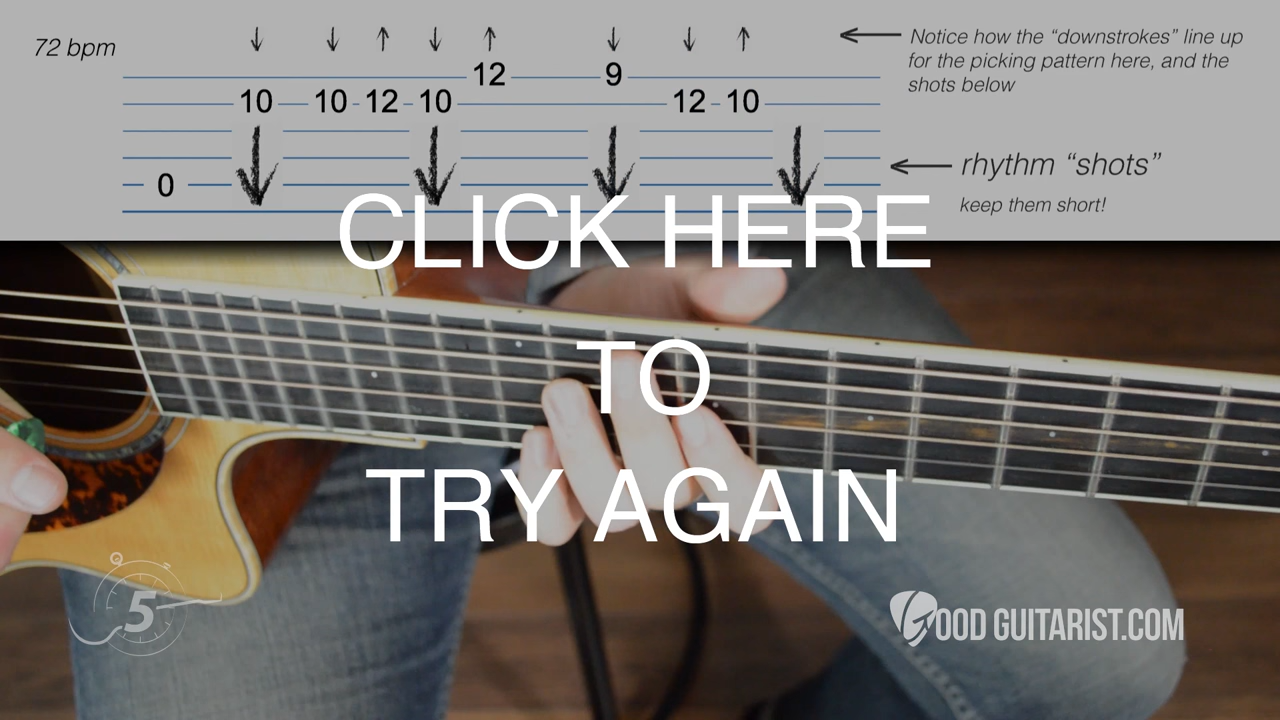 72 bpm
Notice how the “downstrokes” line up
for the picking pattern here, and the
shots below
12 9
10 10 12 10 12 10
0
rhythm “shots”
keep them short!
CLICK HERE
TO
TRY AGAIN
5
GOOD GUITARIST.COM